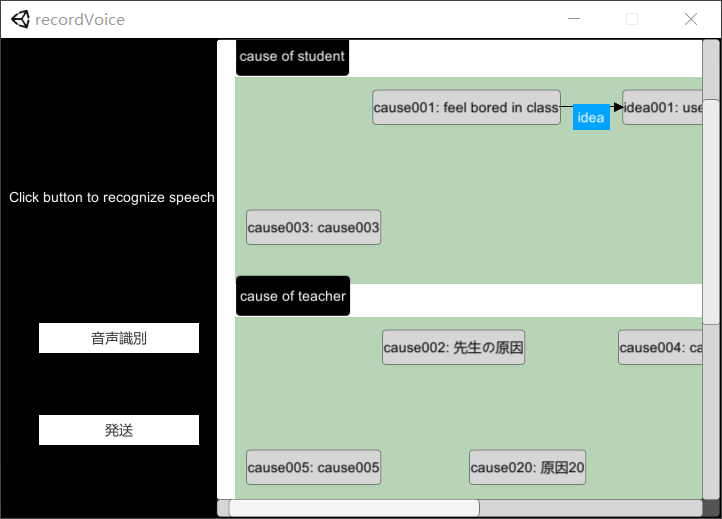 recordVoice
cause of student
cause001: feel bored in class
idea
idea001: use
Click button to recognize speech
cause003: cause003
cause of teacher
音声識別
cause002: 先生の原因
cause004: ca
発送
cause005: cause005
cause020: 原因20